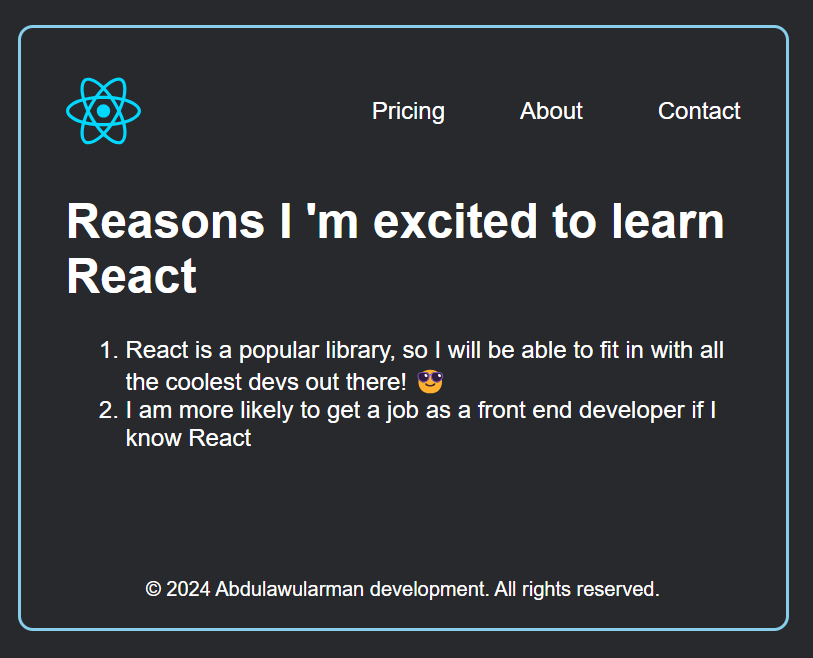 Pricing About Contact
Reasons I 'm excited to learn
React
1. React is a popular library, so I will be able to fit in with all
the coolest devs out there! 😎
2. I am more likely to get a job as a front end developer if I
know React
© 2024 Abdulawularman development. All rights reserved.